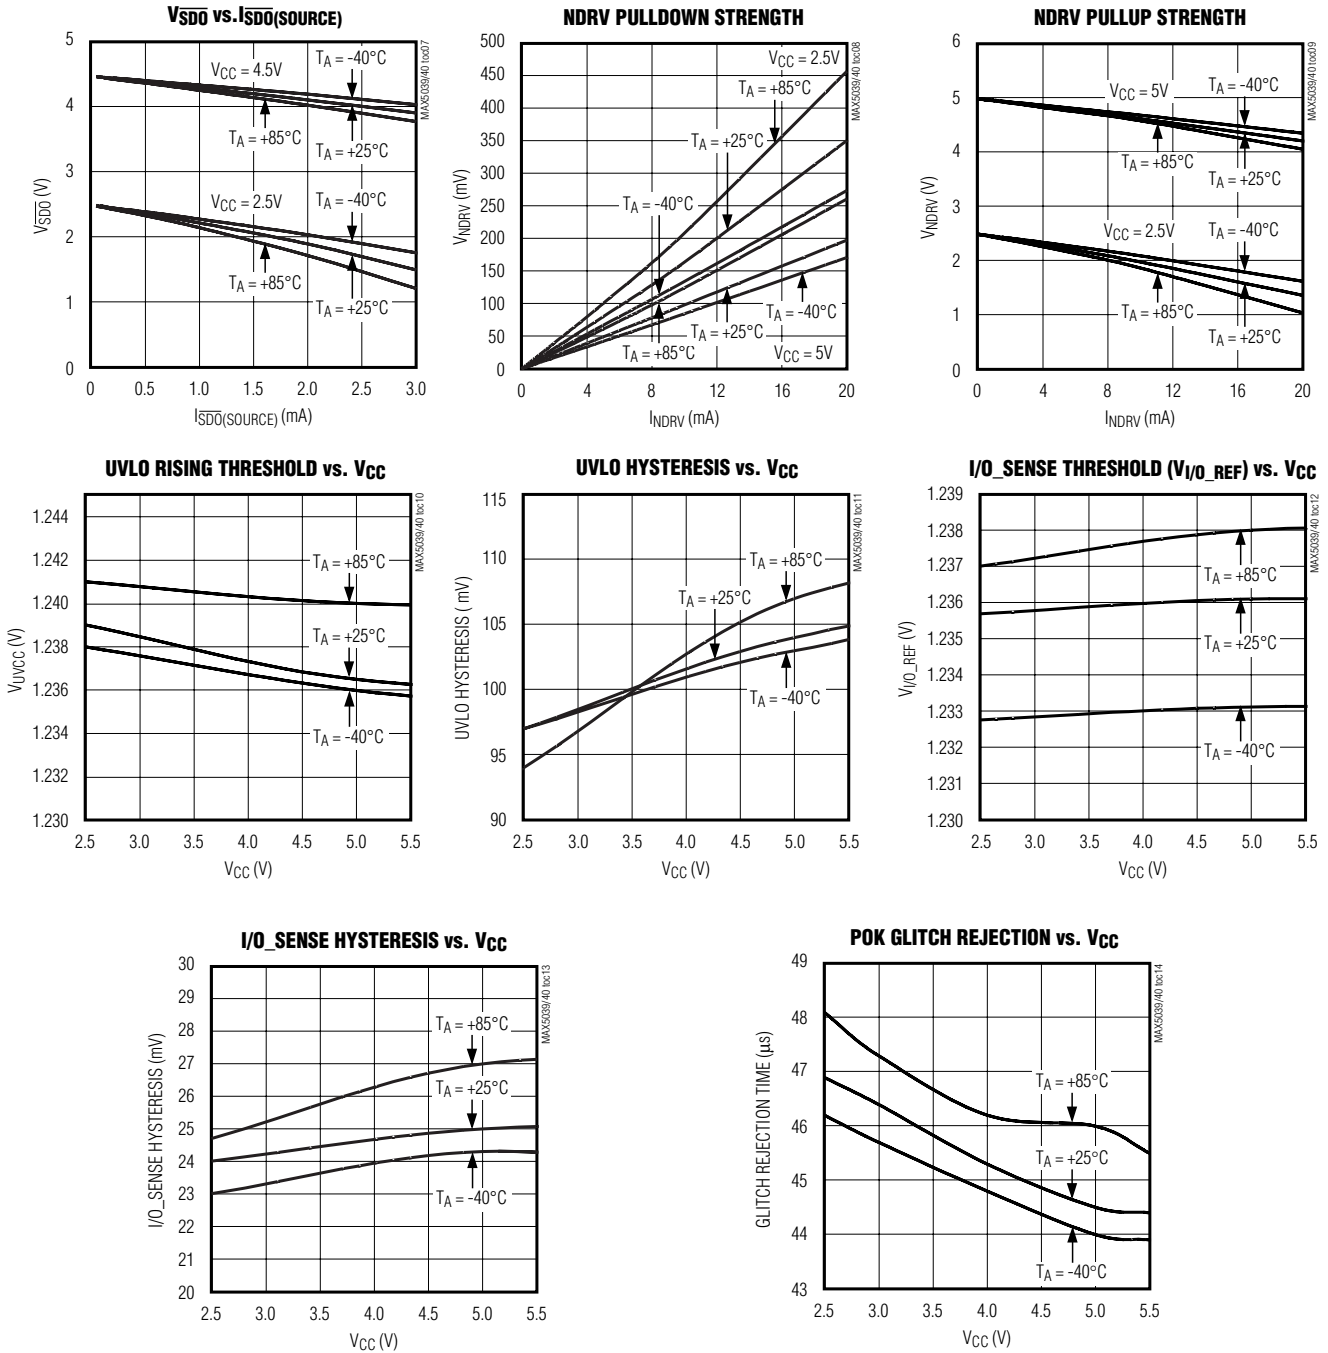 VSDO vs.ISDO(SOURCE)
5
4
3
2
1
0
VSDO (V)
VCC = 4.5V
TA = -40°C
TA = +85°C
TA = +25°C
VCC = 2.5V
TA = -40°C
TA = +85°C
TA = +25°C
0 0.5 1.0 1.5 2.0 2.5 3.0
ISDO(SOURCE) (mA)
MAX5039/40 toc07
NDRV PULLDOWN STRENGTH
500
450
400
350
300
250
200
150
100
50
0
VNDRV (mV)
VCC = 2.5V
TA = +85°C
TA = +25°C
TA = -40°C
TA = -40°C
TA = +25°C
TA = +85°C
VCC = 5V
0 4 8 12 16 20
INDRV (mA)
MAX5039/40 toc08
NDRV PULLUP STRENGTH
6
5
4
3
2
1
0
VNDRV (V)
VCC = 5V
TA = -40°C
TA = +85°C
TA = +25°C
VCC = 2.5V
TA = -40°C
TA = +85°C
TA = +25°C
0 4 8 12 16 20
INDRV (mA)
MAX5039/40 toc09
UVLO RISING THRESHOLD vs. VCC
1.244
1.242
1.240
1.238
1.236
1.234
1.232
1.230
VUVCC (V)
TA = +85°C
TA = +25°C
TA = -40°C
2.5 3.0 3.5 4.0 4.5 5.0 5.5
VCC (V)
MAX5039/40 toc10
UVLO HYSTERESIS vs. VCC
115
110
105
100
95
90
UVLO HYSTERESIS ( mV)
TA = +85°C
TA = +25°C
TA = -40°C
2.5 3.0 3.5 4.0 4.5 5.0 5.5
VCC (V)
MAX5039/40 toc11
I/O_SENSE THRESHOLD (VI/O_REF) vs. VCC
1.239
1.238
1.237
1.236
1.235
1.234
1.233
1.232
1.231
1.230
VI/O_REF (V)
TA = +85°C
TA = +25°C
TA = -40°C
2.5 3.0 3.5 4.0 4.5 5.0 5.5
VCC (V)
MAX5039/40 toc12
I/O_SENSE HYSTERESIS vs. VCC
30
29
28
27
26
25
24
23
22
21
20
I/O_SENSE HYSTERESIS (mV)
TA = +85°C
TA = +25°C
TA = -40°C
2.5 3.0 3.5 4.0 4.5 5.0 5.5
VCC (V)
MAX5039/40 toc13
POK GLITCH REJECTION vs. VCC
49
48
47
46
45
44
43
GLITCH REJECTION TIME (µs)
TA = +85°C
TA = +25°C
TA = -40°C
2.5 3.0 3.5 4.0 4.5 5.0 5.5
VCC (V)
MAX5039/40 toc14